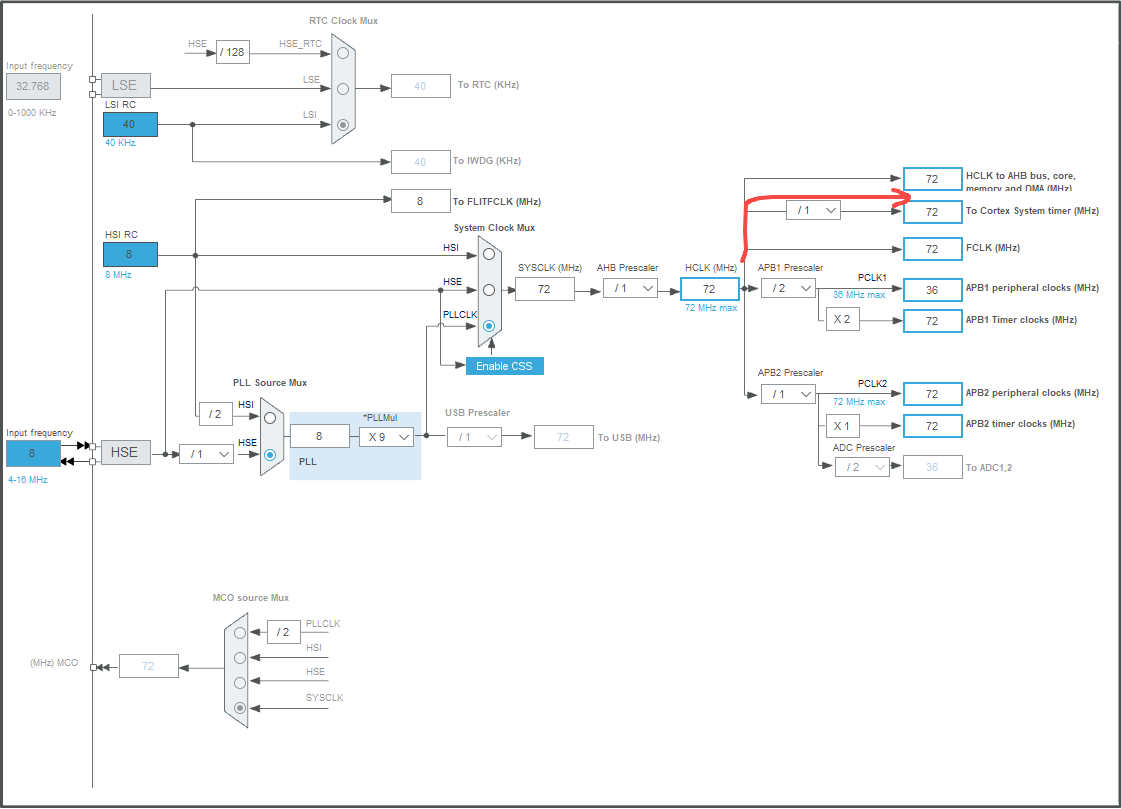 RTC Clock Mux
HSE
/ 128
HSE_RTC
Input frequency
32.768
0-1000 KHz
LSE
LSE
40
To RTC (KHz)
LSI RC
40
40 KHz
LSI
40
To IWDG (KHz)
8
To FLITFCLK (MHz)
HSI RC
8
8 MHz
System Clock Mux
HSI
HSE
PLLCLK
Enable CSS
SYSCLK (MHz)
72
AHB Prescaler
/ 1
HCLK (MHz)
72
72 MHz max
72
HCLK to AHB bus, core,
memory and DMA (MHz)
/ 1
72
To Cortex System timer (MHz)
72
FCLK (MHz)
APB1 Prescaler
/ 2
PCLK1
36 MHz max
36
APB1 peripheral clocks (MHz)
X 2
72
APB1 Timer clocks (MHz)
APB2 Prescaler
/ 1
PCLK2
72 MHz max
72
APB2 peripheral clocks (MHz)
X 1
72
APB2 timer clocks (MHz)
ADC Prescaler
/ 2
36
To ADC1,2
PLL Source Mux
/ 2
HSI
HSE
Input frequency
8
4-16 MHz
HSE
/ 1
8
*PLLMul
X 9
PLL
USB Prescaler
/ 1
72
To USB (MHz)
MCO source Mux
/ 2
PLLCLK
HSI
HSE
SYSCLK
(MHz) MCO
72